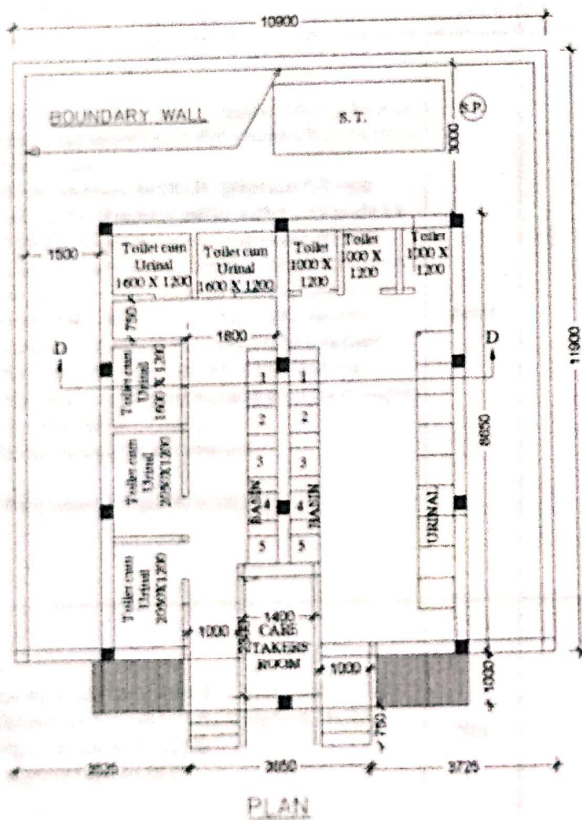 10900
BOUNDARY WALL
S.T.
S.P.
3000
1500
Toilet cum
Urinal
1600 X 1200
Toilet cum
Urinal
1600 X 1200
Toilet
1000 X
1200
Toilet
1000 X
1200
Toilet
1000 X
1200
750
1800
D
D
11900
Toilet cum
Urinal
1600 X 1200
1
2
3
4
5
BASIN
1
2
3
4
5
BASIN
URINAL
Toilet cum
Urinal
2050X1200
Toilet cum
Urinal
2050X1200
1000
1400
CARE
TAKERS
ROOM
1000
1000
750
3650
3725
PLAN